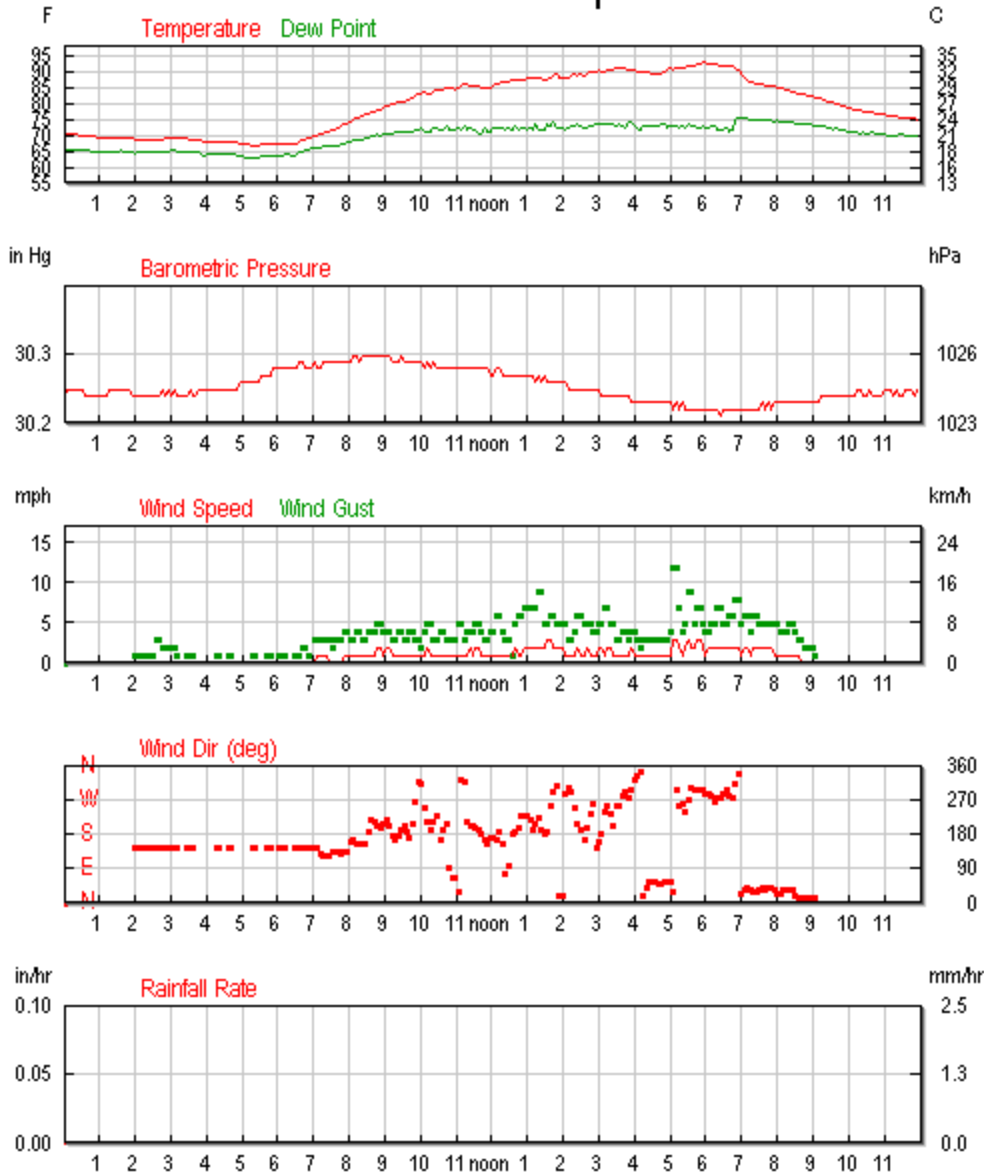 F C
Temperature Dew Point
95 35
90 32
85 29
80 27
75 24
70 21
65 18
60 16
55 13
1 2 3 4 5 6 7 8 9 10 11 noon 1 2 3 4 5 6 7 8 9 10 11
in Hg hPa
Barometric Pressure
30.3 1026
30.2 1023
1 2 3 4 5 6 7 8 9 10 11 noon 1 2 3 4 5 6 7 8 9 10 11
mph km/h
Wind Speed Wind Gust
15 24
10 16
5 8
0 0
1 2 3 4 5 6 7 8 9 10 11 noon 1 2 3 4 5 6 7 8 9 10 11
Wind Dir (deg)
N 360
W 270
S 180
E 90
N 0
1 2 3 4 5 6 7 8 9 10 11 noon 1 2 3 4 5 6 7 8 9 10 11
in/hr mm/hr
Rainfall Rate
0.10 2.5
0.05 1.3
0.00 0.0
1 2 3 4 5 6 7 8 9 10 11 noon 1 2 3 4 5 6 7 8 9 10 11